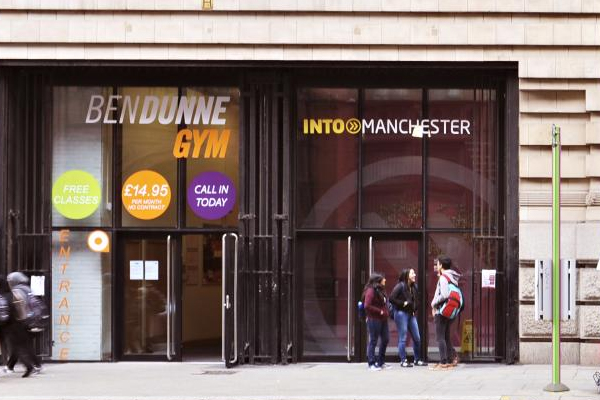 BEN DUNNE
GYM
FREE
CLASSES
£14.95
PER MONTH
NO CONTRACT
CALL IN
TODAY
ENTRANCE
INTO MANCHESTER